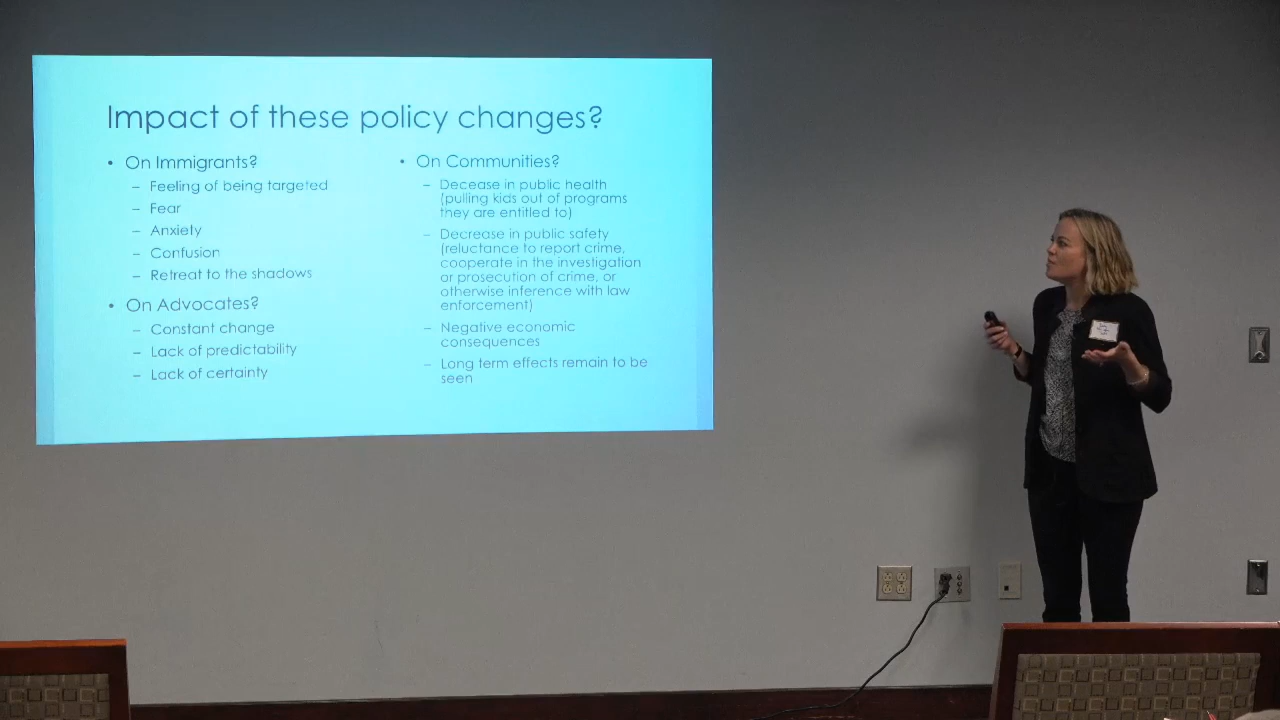 Impact of these policy changes?
• On Immigrants?
– Feeling of being targeted
– Fear
– Anxiety
– Confusion
– Retreat to the shadows
• On Advocates?
– Constant change
– Lack of predictability
– Lack of certainty
• On Communities?
– Decease in public health
(pulling kids out of programs
they are entitled to)
– Decrease in public safety
(reluctance to report crime,
cooperate in the investigation
or prosecution of crime, or
otherwise inference with law
enforcement)
– Negative economic
consequences
– Long term effects remain to be
seen